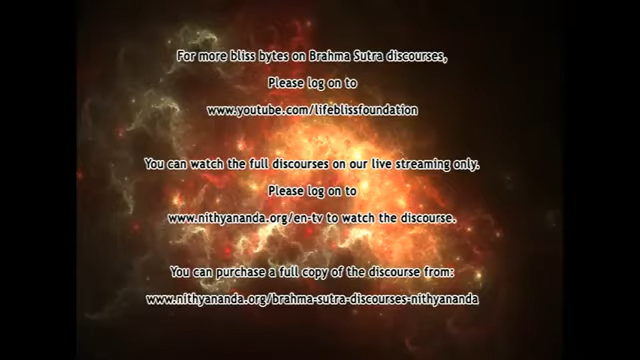 For more bliss bytes on Brahma Sutra discourses,
Please log on to
www.youtube.com/lifeblissfoundation
You can watch the full discourses on our live streaming only.
Please log on to
www.nithyananda.org/en-tv to watch the discourse.
You can purchase a full copy of the discourse from:
www.nithyananda.org/brahma-sutra-discourses-nithyananda